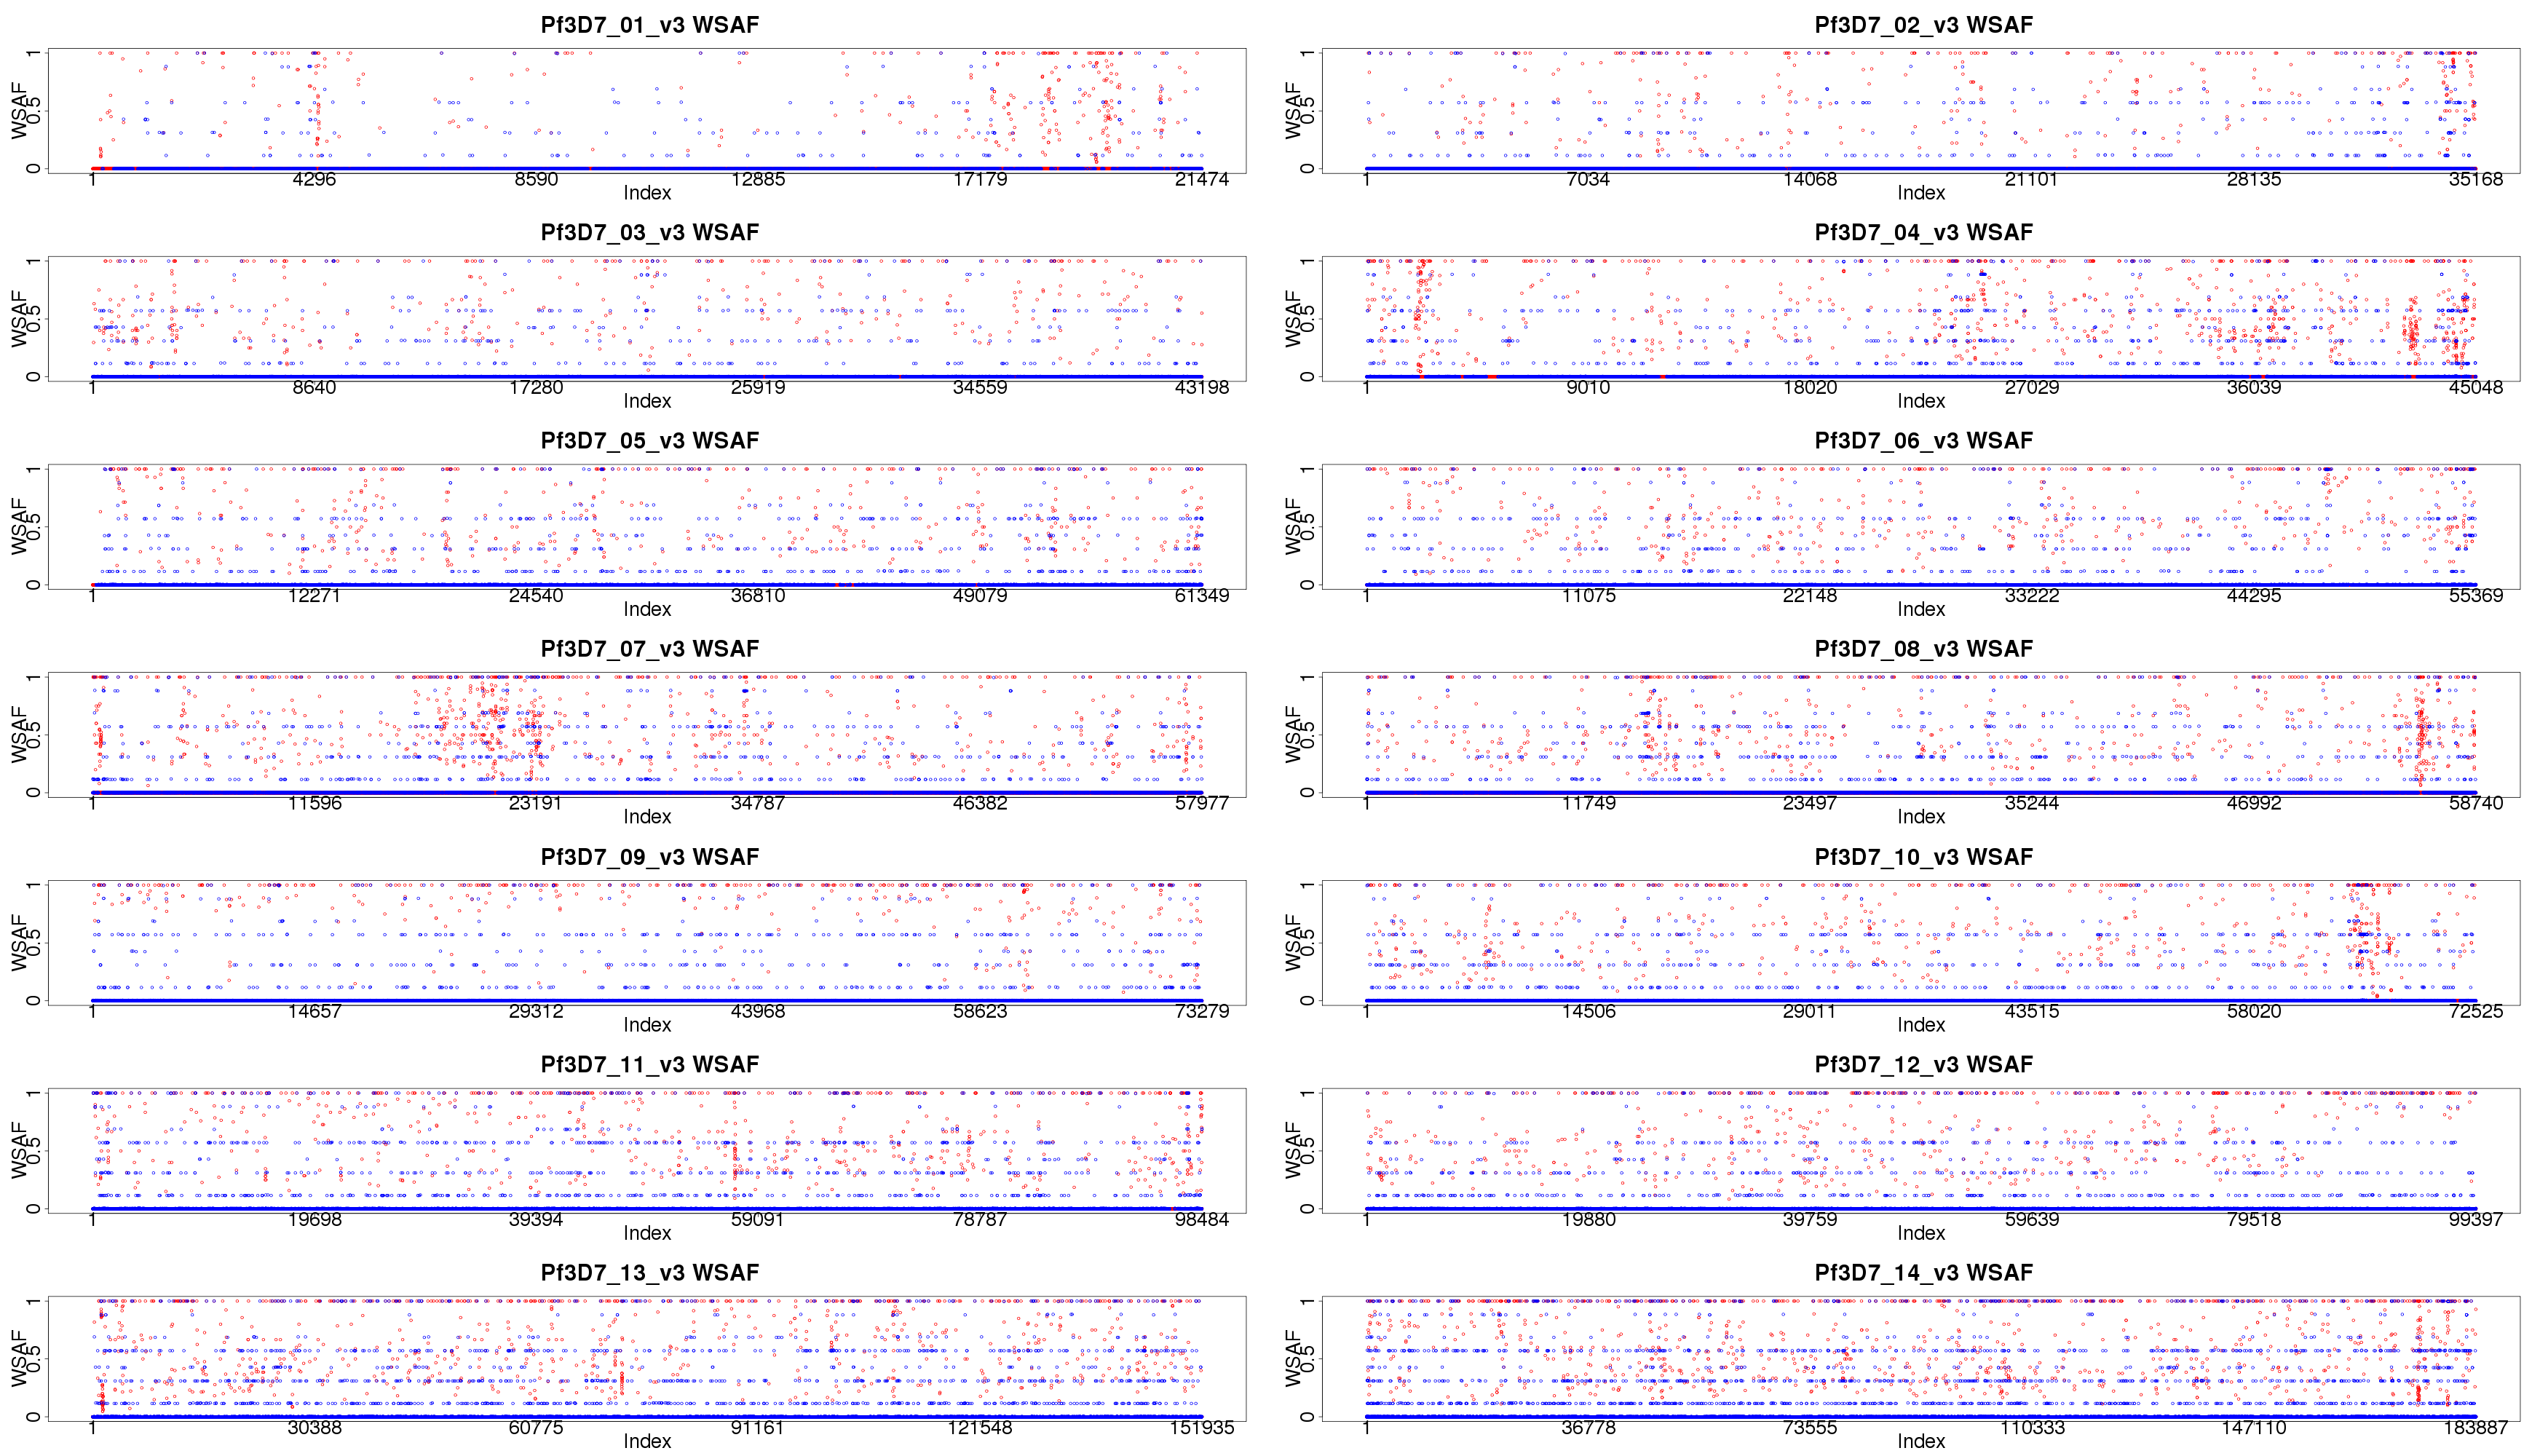 Pf3D7_01_v3 WSAF
WSAF
1
0.5
0
1 4296 8590 12885 17179 21474
Index
Pf3D7_02_v3 WSAF
WSAF
1
0.5
0
1 7034 14068 21101 28135 35168
Index
Pf3D7_03_v3 WSAF
WSAF
1
0.5
0
1 8640 17280 25919 34559 43198
Index
Pf3D7_04_v3 WSAF
WSAF
1
0.5
0
1 9010 18020 27029 36039 45048
Index
Pf3D7_05_v3 WSAF
WSAF
1
0.5
0
1 12271 24540 36810 49079 61349
Index
Pf3D7_06_v3 WSAF
WSAF
1
0.5
0
1 11075 22148 33222 44295 55369
Index
Pf3D7_07_v3 WSAF
WSAF
1
0.5
0
1 11596 23191 34787 46382 57977
Index
Pf3D7_08_v3 WSAF
WSAF
1
0.5
0
1 11749 23497 35244 46992 58740
Index
Pf3D7_09_v3 WSAF
WSAF
1
0.5
0
1 14657 29312 43968 58623 73279
Index
Pf3D7_10_v3 WSAF
WSAF
1
0.5
0
1 14506 29011 43515 58020 72525
Index
Pf3D7_11_v3 WSAF
WSAF
1
0.5
0
1 19698 39394 59091 78787 98484
Index
Pf3D7_12_v3 WSAF
WSAF
1
0.5
0
1 19880 39759 59639 79518 99397
Index
Pf3D7_13_v3 WSAF
WSAF
1
0.5
0
1 30388 60775 91161 121548 151935
Index
Pf3D7_14_v3 WSAF
WSAF
1
0.5
0
1 36778 73555 110333 147110 183887
Index